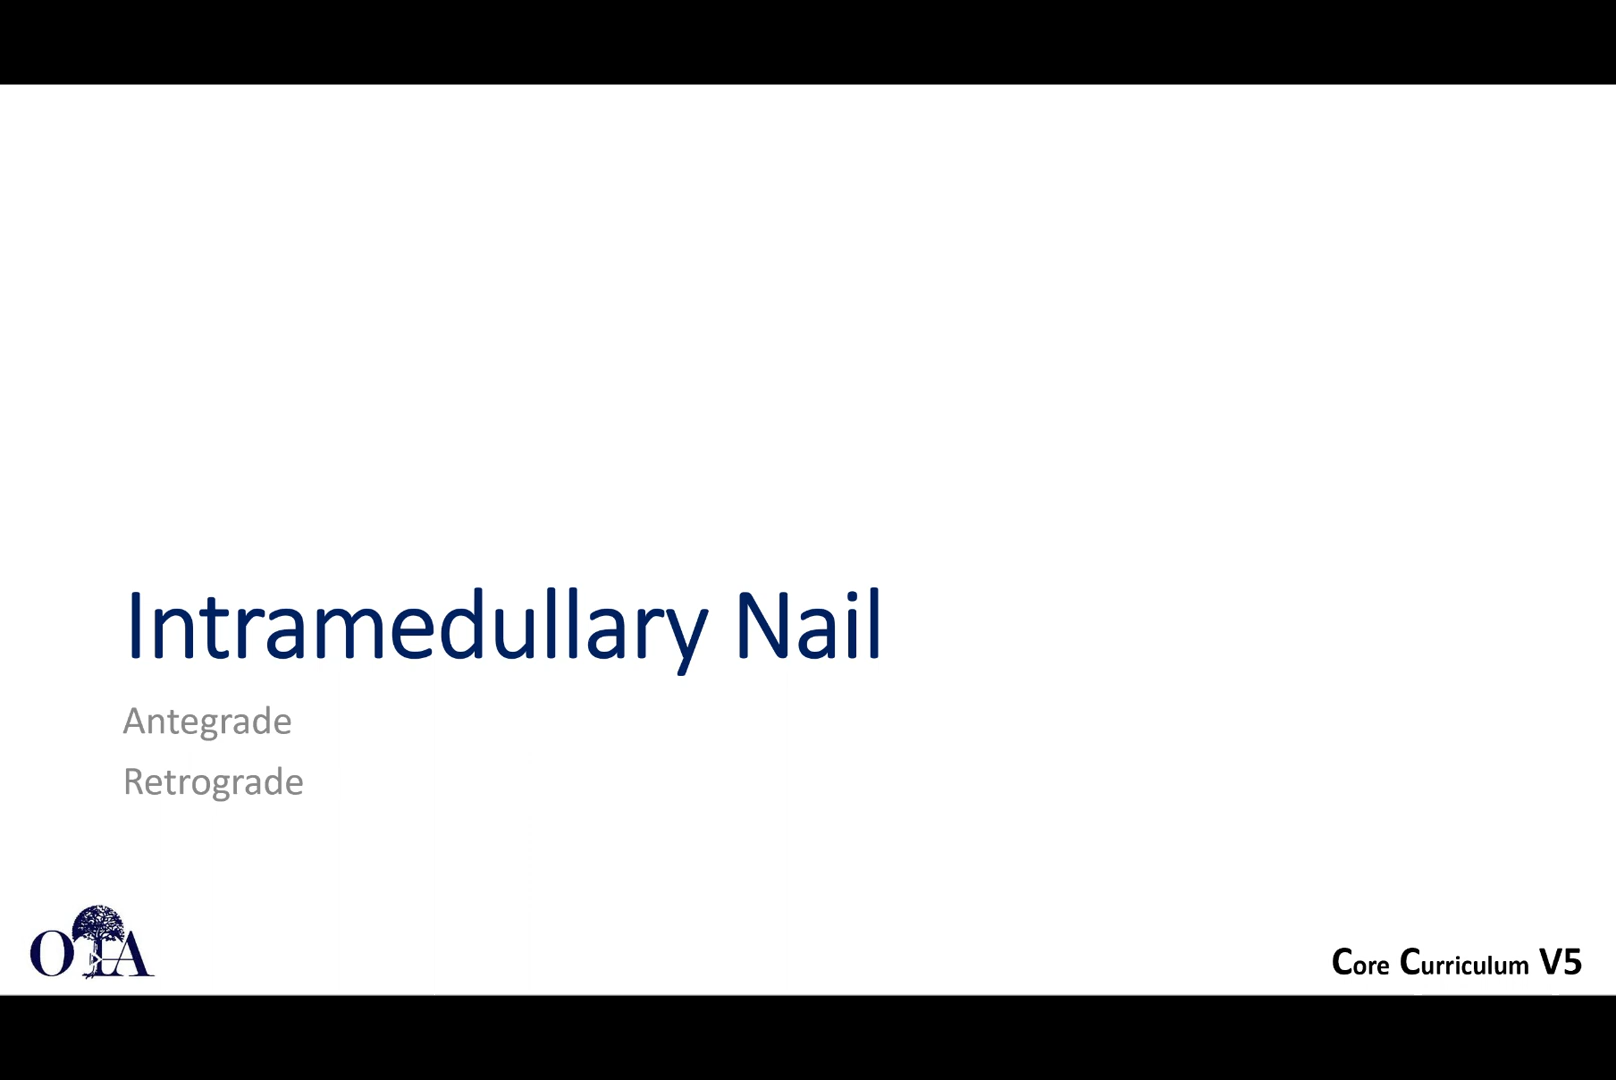 Intramedullary Nail
Antegrade
Retrograde
OTA
Core Curriculum V5